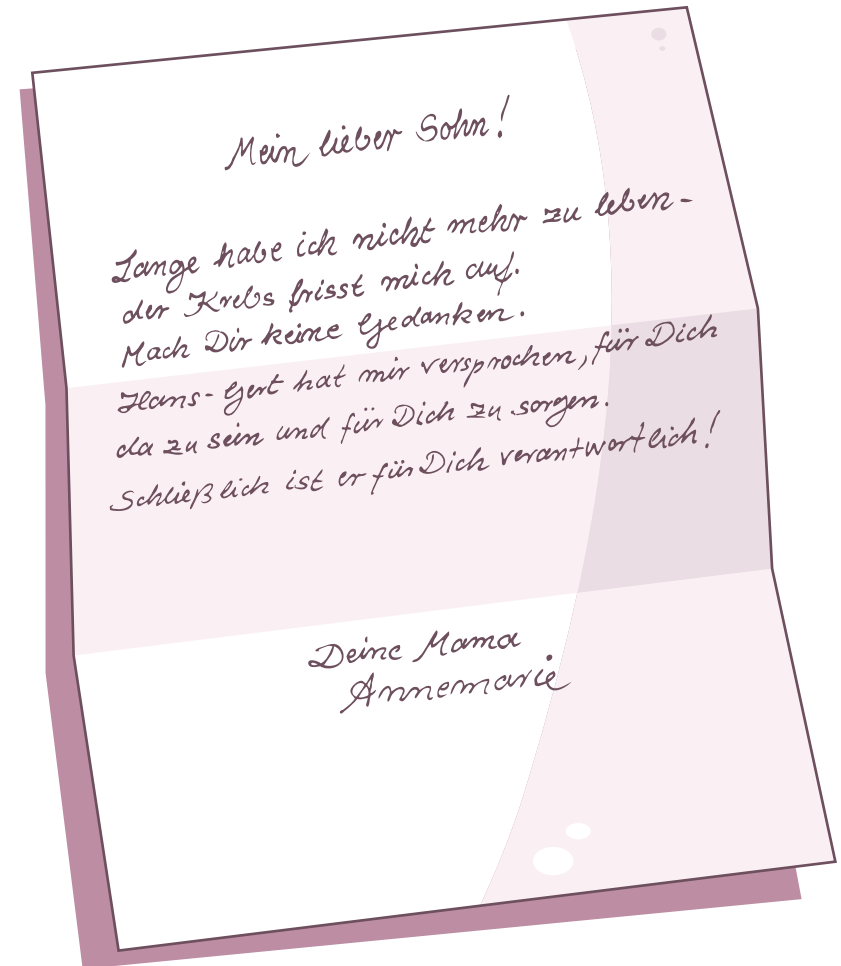 Mein lieber Sohn!
Lange habe ich nicht mehr zu leben -
der Krebs frisst mich auf.
Mach Dir keine Gedanken.
Hans-Gert hat mir versprochen, für Dich
da zu sein und für Dich zu sorgen.
Schließlich ist er für Dich verantwortlich!
Deine Mama
Annemarie